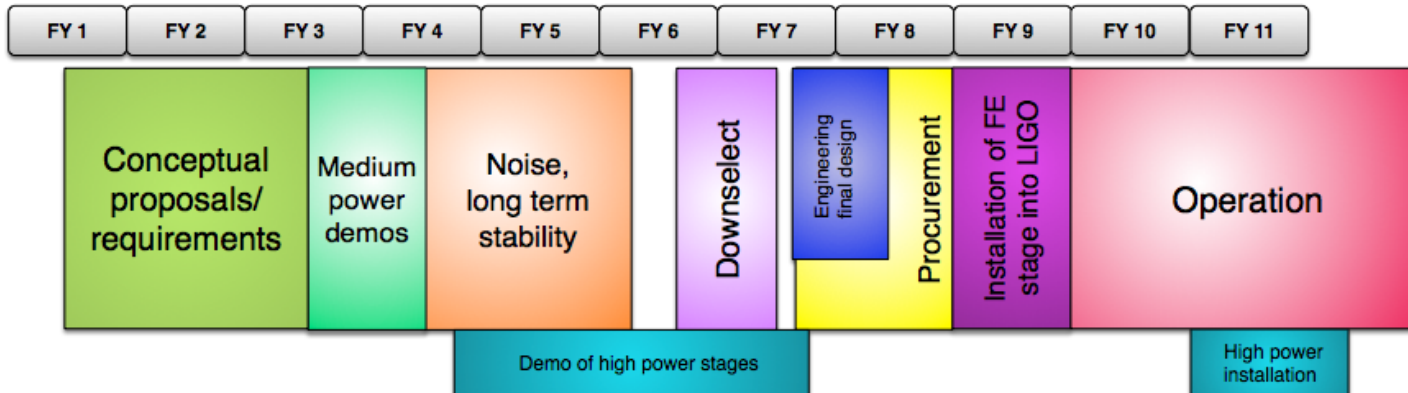 FY 1
FY 2
FY 3
FY 4
FY 5
FY 6
FY 7
FY 8
FY 9
FY 10
FY 11
Conceptual
proposals/
requirements
Medium
power
demos
Noise,
long term
stability
Downselect
Engineering
final design
Procurement
Installation of FE
stage into LIGO
Operation
Demo of high power stages
High power
installation